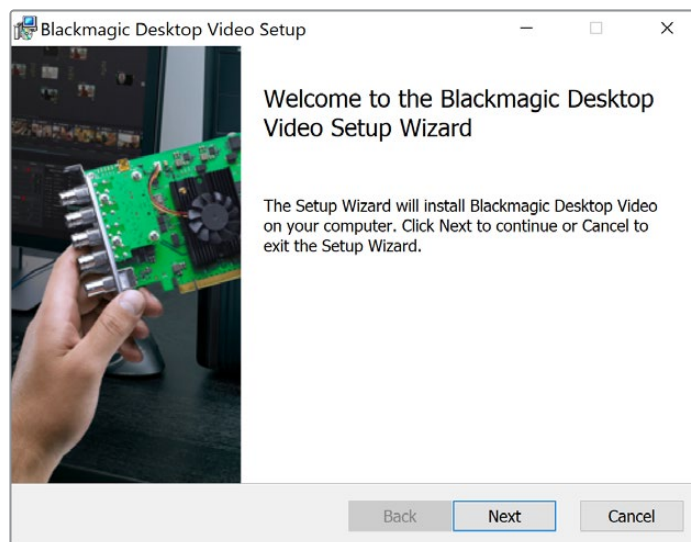 Blackmagic Desktop Video Setup
Welcome to the Blackmagic Desktop
Video Setup Wizard
The Setup Wizard will install Blackmagic Desktop Video
on your computer. Click Next to continue or Cancel to
exit the Setup Wizard.
Back Next Cancel